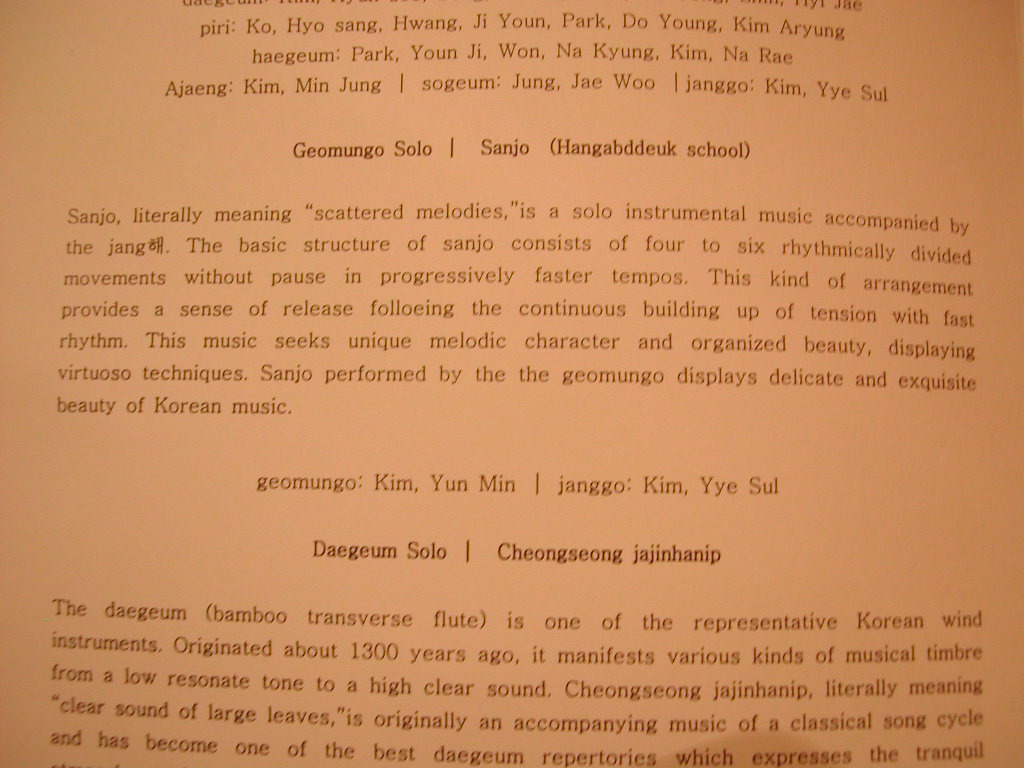 piri: Ko, Hyo sang, Hwang, Ji Youn, Park, Do Young, Kim Aryung
haegeum: Park, Youn Ji, Won, Na Kyung, Kim, Na Rae
Ajaeng: Kim, Min Jung | sogeum: Jung, Jae Woo | janggo: Kim, Yye Sul
Geomungo Solo | Sanjo (Hangabddeuk school)
Sanjo, literally meaning “scattered melodies,”is a solo instrumental music accompanied by
the jang해. The basic structure of sanjo consists of four to six rhythmically divided
movements without pause in progressively faster tempos. This kind of arrangement
provides a sense of release folloeing the continuous building up of tension with fast
rhythm. This music seeks unique melodic character and organized beauty, displaying
virtuoso techniques. Sanjo performed by the the geomungo displays delicate and exquisite
beauty of Korean music.
geomungo: Kim, Yun Min | janggo: Kim, Yye Sul
Daegeum Solo | Cheongseong jajinhanip
The daegeum (bamboo transverse flute) is one of the representative Korean wind
instruments. Originated about 1300 years ago, it manifests various kinds of musical timbre
from a low resonate tone to a high clear sound. Cheongseong jajinhanip, literally meaning
“clear sound of large leaves,”is originally an accompanying music of a classical song cycle
and has become one of the best daegeum repertories which expresses the tranquil